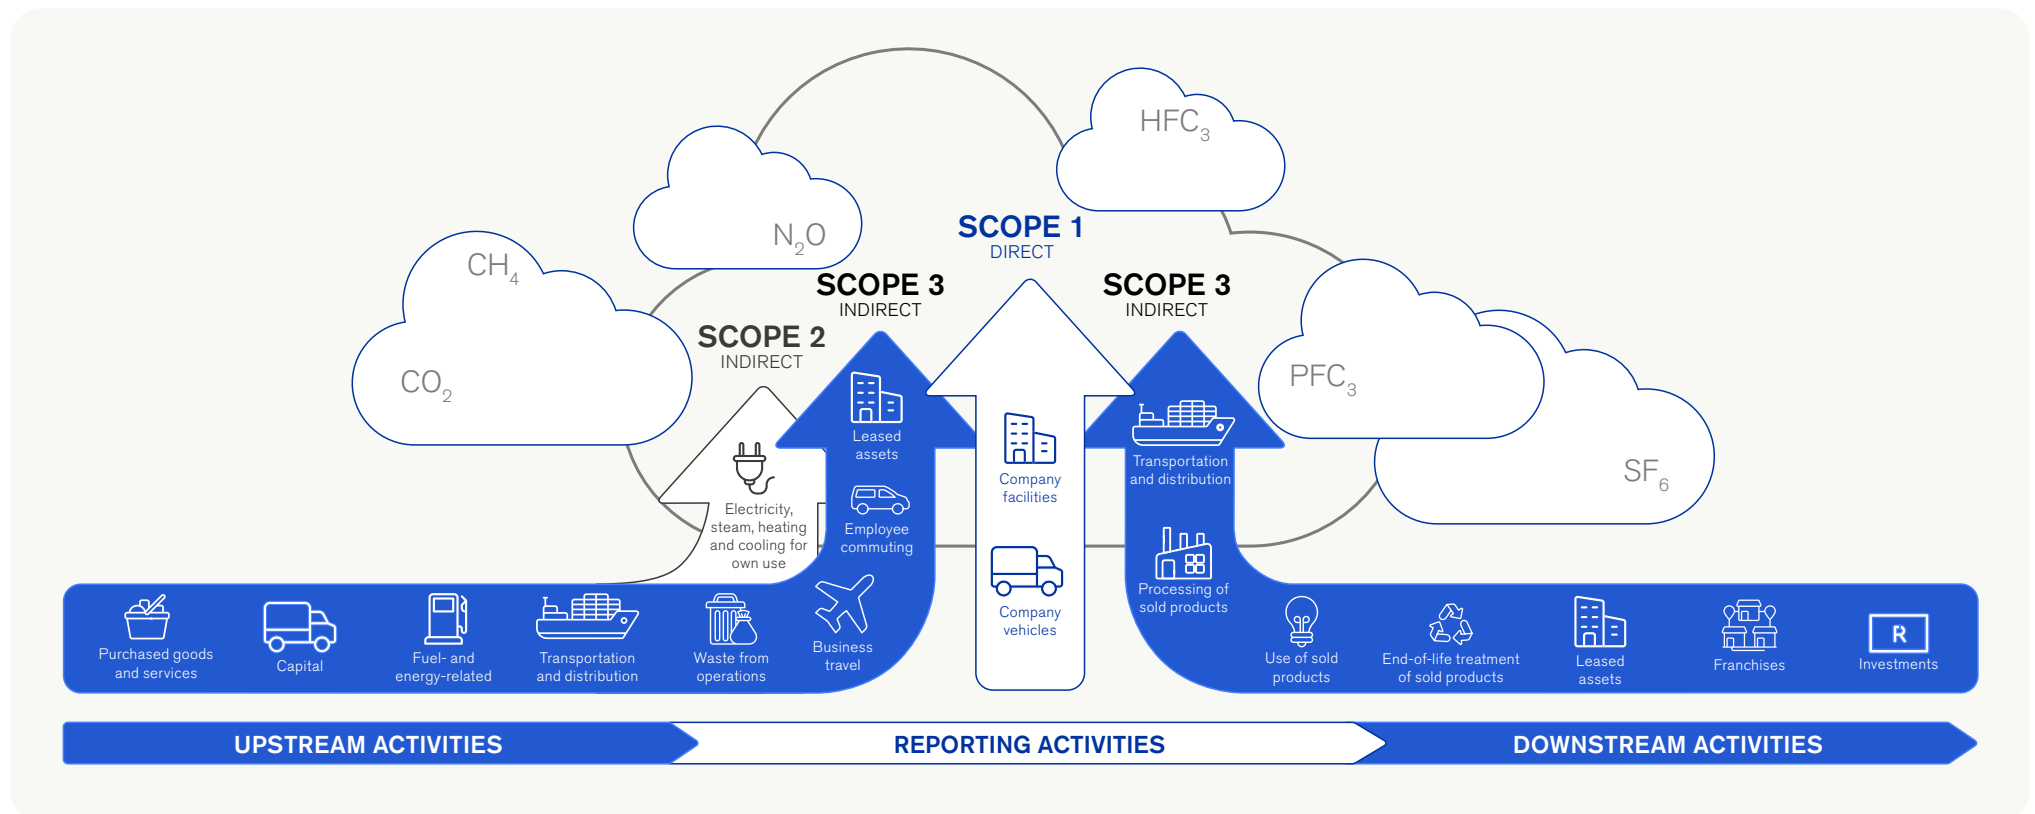 HFC₃
N₂O
CH₄
CO₂
PFC₃
SF₆
SCOPE 1
DIRECT
SCOPE 3
INDIRECT
SCOPE 3
INDIRECT
SCOPE 2
INDIRECT
Electricity,
steam, heating
and cooling for
own use
Leased
assets
Employee
commuting
Business
travel
Company
facilities
Company
vehicles
Transportation
and distribution
Processing of
sold products
Purchased goods
and services
Capital
Fuel- and
energy-related
Transportation
and distribution
Waste from
operations
Use of sold
products
End-of-life treatment
of sold products
Leased
assets
Franchises
R
Investments
UPSTREAM ACTIVITIES
REPORTING ACTIVITIES
DOWNSTREAM ACTIVITIES